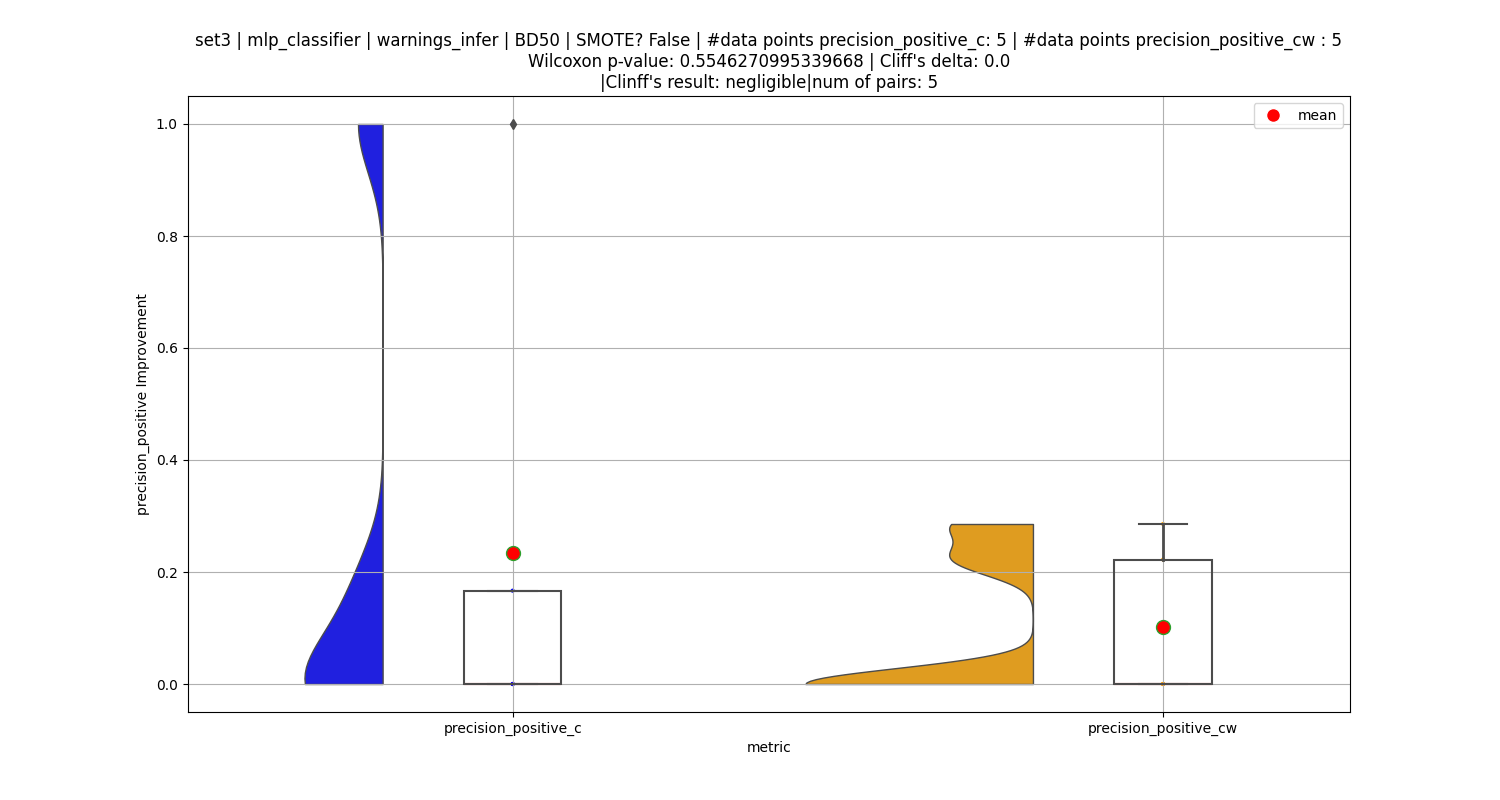 set3 | mlp_classifier | warnings_infer | BD50 | SMOTE? False | #data points precision_positive_c: 5 | #data points precision_positive_cw : 5
Wilcoxon p-value: 0.5546270995339668 | Cliff's delta: 0.0
|Clinff's result: negligible|num of pairs: 5
mean
1.0
0.8
0.6
0.4
0.2
0.0
precision_positive Improvement
precision_positive_c
precision_positive_cw
metric